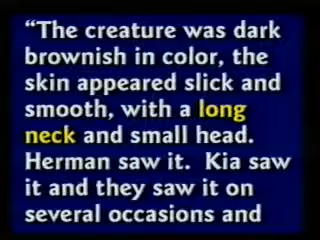 “The creature was dark
brownish in color, the
skin appeared slick and
smooth, with a long
neck and small head.
Herman saw it.  Kia saw
it and they saw it on
several occasions and